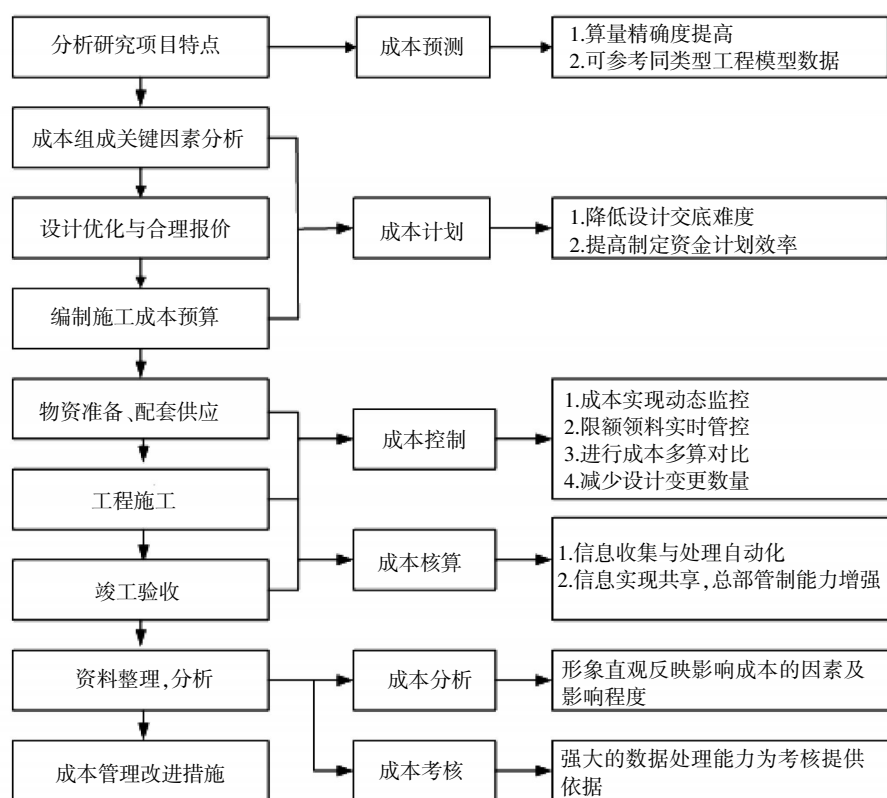 分析研究项目特点
成本预测
1.算量精确度提高
2.可参考同类型工程模型数据
成本组成关键因素分析
设计优化与合理报价
成本计划
1.降低设计交底难度
2.提高制定资金计划效率
编制施工成本预算
物资准备、配套供应
成本控制
1.成本实现动态监控
2.限额领料实时管控
3.进行成本多算对比
4.减少设计变更数量
工程施工
成本核算
1.信息收集与处理自动化
2.信息实现共享,总部管制能力增强
竣工验收
资料整理,分析
成本分析
形象直观反映影响成本的因素及
影响程度
成本管理改进措施
成本考核
强大的数据处理能力为考核提供
依据